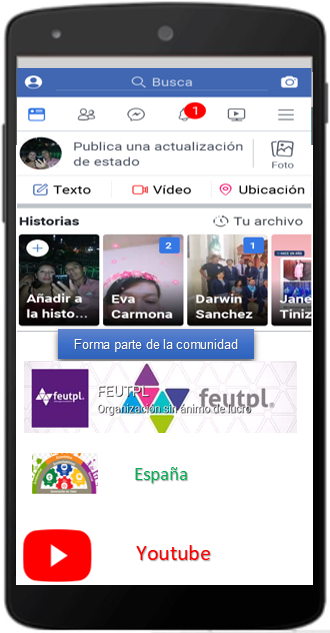 Busca
1
Publica una actualización
de estado
Foto
Texto
Vídeo
Ubicación
Historias
Tu archivo
2
1
Añadir a
la histo...
Eva
Carmona
Darwin
Sanchez
Jane
Tiniz
Forma parte de la comunidad
feutpl.
FEUTPL
Organización sin ánimo de lucro
feutpl.
España
Youtube